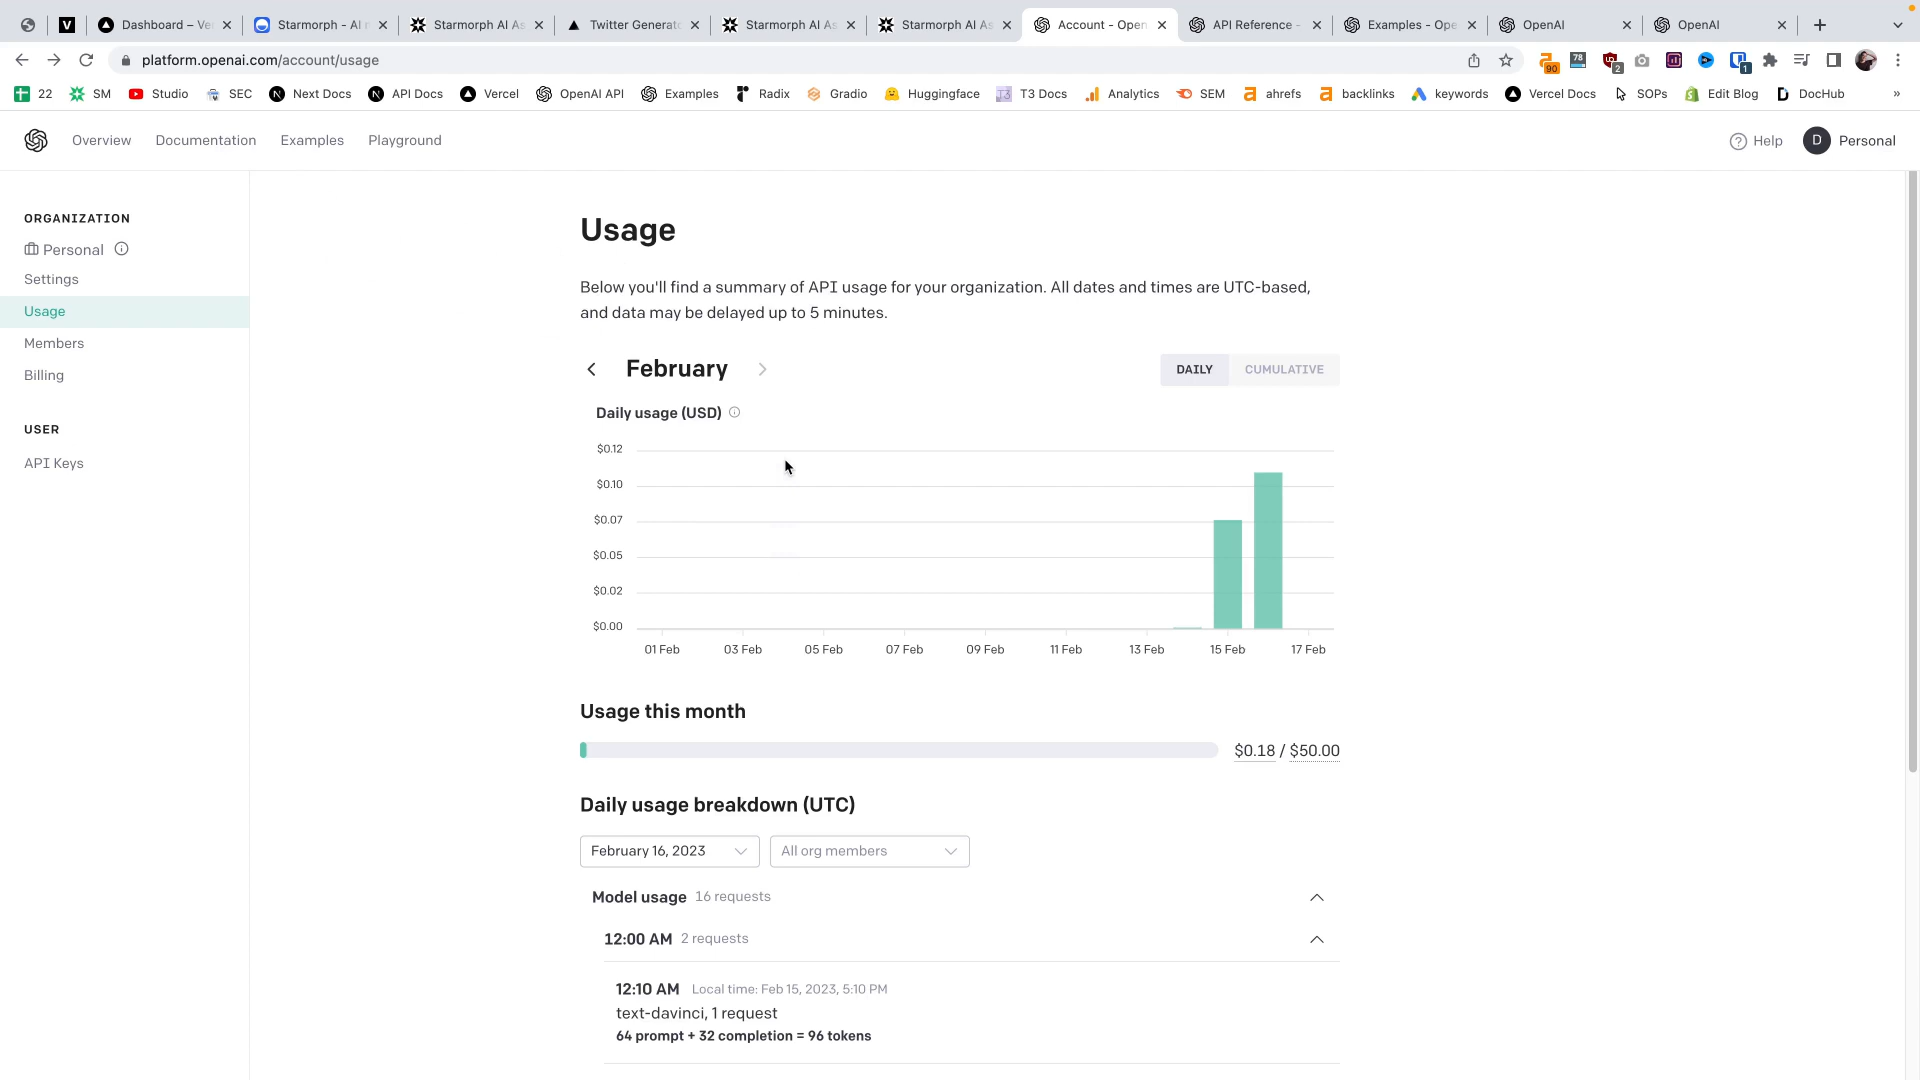 Dashboard – Ve
Starmorph - AI r
Starmorph AI As
Twitter Generato
Starmorph AI As
Starmorph AI As
Account - Open
API Reference -
Examples - Ope
OpenAI
OpenAI
platform.openai.com/account/usage
90
78
2
1
22
SM
Studio
SEC
Next Docs
API Docs
Vercel
OpenAI API
Examples
Radix
Gradio
Huggingface
T3 Docs
Analytics
SEM
ahrefs
backlinks
keywords
Vercel Docs
SOPs
Edit Blog
DocHub
»
Overview
Documentation
Examples
Playground
Help
D
Personal
ORGANIZATION
Personal
Settings
Usage
Members
Billing
USER
API Keys
Usage
Below you'll find a summary of API usage for your organization. All dates and times are UTC-based,
and data may be delayed up to 5 minutes.
February
DAILY
CUMULATIVE
Daily usage (USD)
$0.12
$0.10
$0.07
$0.05
$0.02
$0.00
01 Feb
03 Feb
05 Feb
07 Feb
09 Feb
11 Feb
13 Feb
15 Feb
17 Feb
Usage this month
$0.18 / $50.00
Daily usage breakdown (UTC)
February 16, 2023
All org members
Model usage 16 requests
12:00 AM 2 requests
12:10 AM Local time: Feb 15, 2023, 5:10 PM
text-davinci, 1 request
64 prompt + 32 completion = 96 tokens